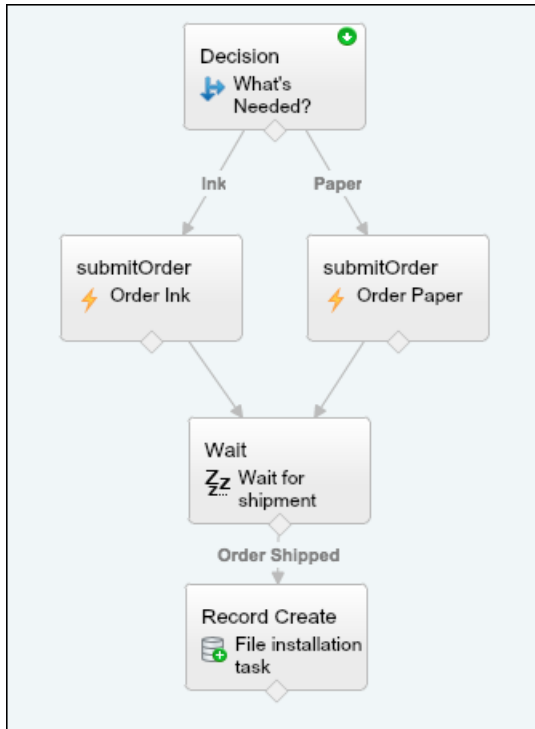 Decision
What's
Needed?
Ink
Paper
submitOrder
Order Ink
submitOrder
Order Paper
Wait
Wait for
shipment
Order Shipped
Record Create
File installation
task